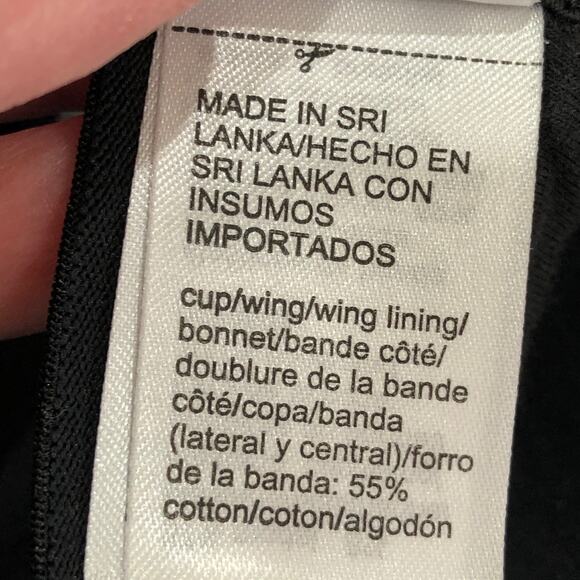 MADE IN SRI
LANKA/HECHO EN
SRI LANKA CON
INSUMOS
IMPORTADOS
cup/wing/wing lining/
bonnet/bande côté/
doublure de la bande
côté/copa/banda
(lateral y central)/forro
de la banda: 55%
cotton/coton/algodón